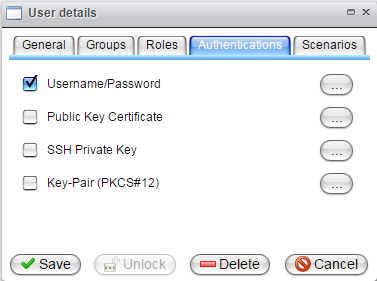 User details
General Groups Roles Authentications Scenarios
Username/Password ...
Public Key Certificate ...
SSH Private Key ...
Key-Pair (PKCS#12) ...
Save Unlock Delete Cancel